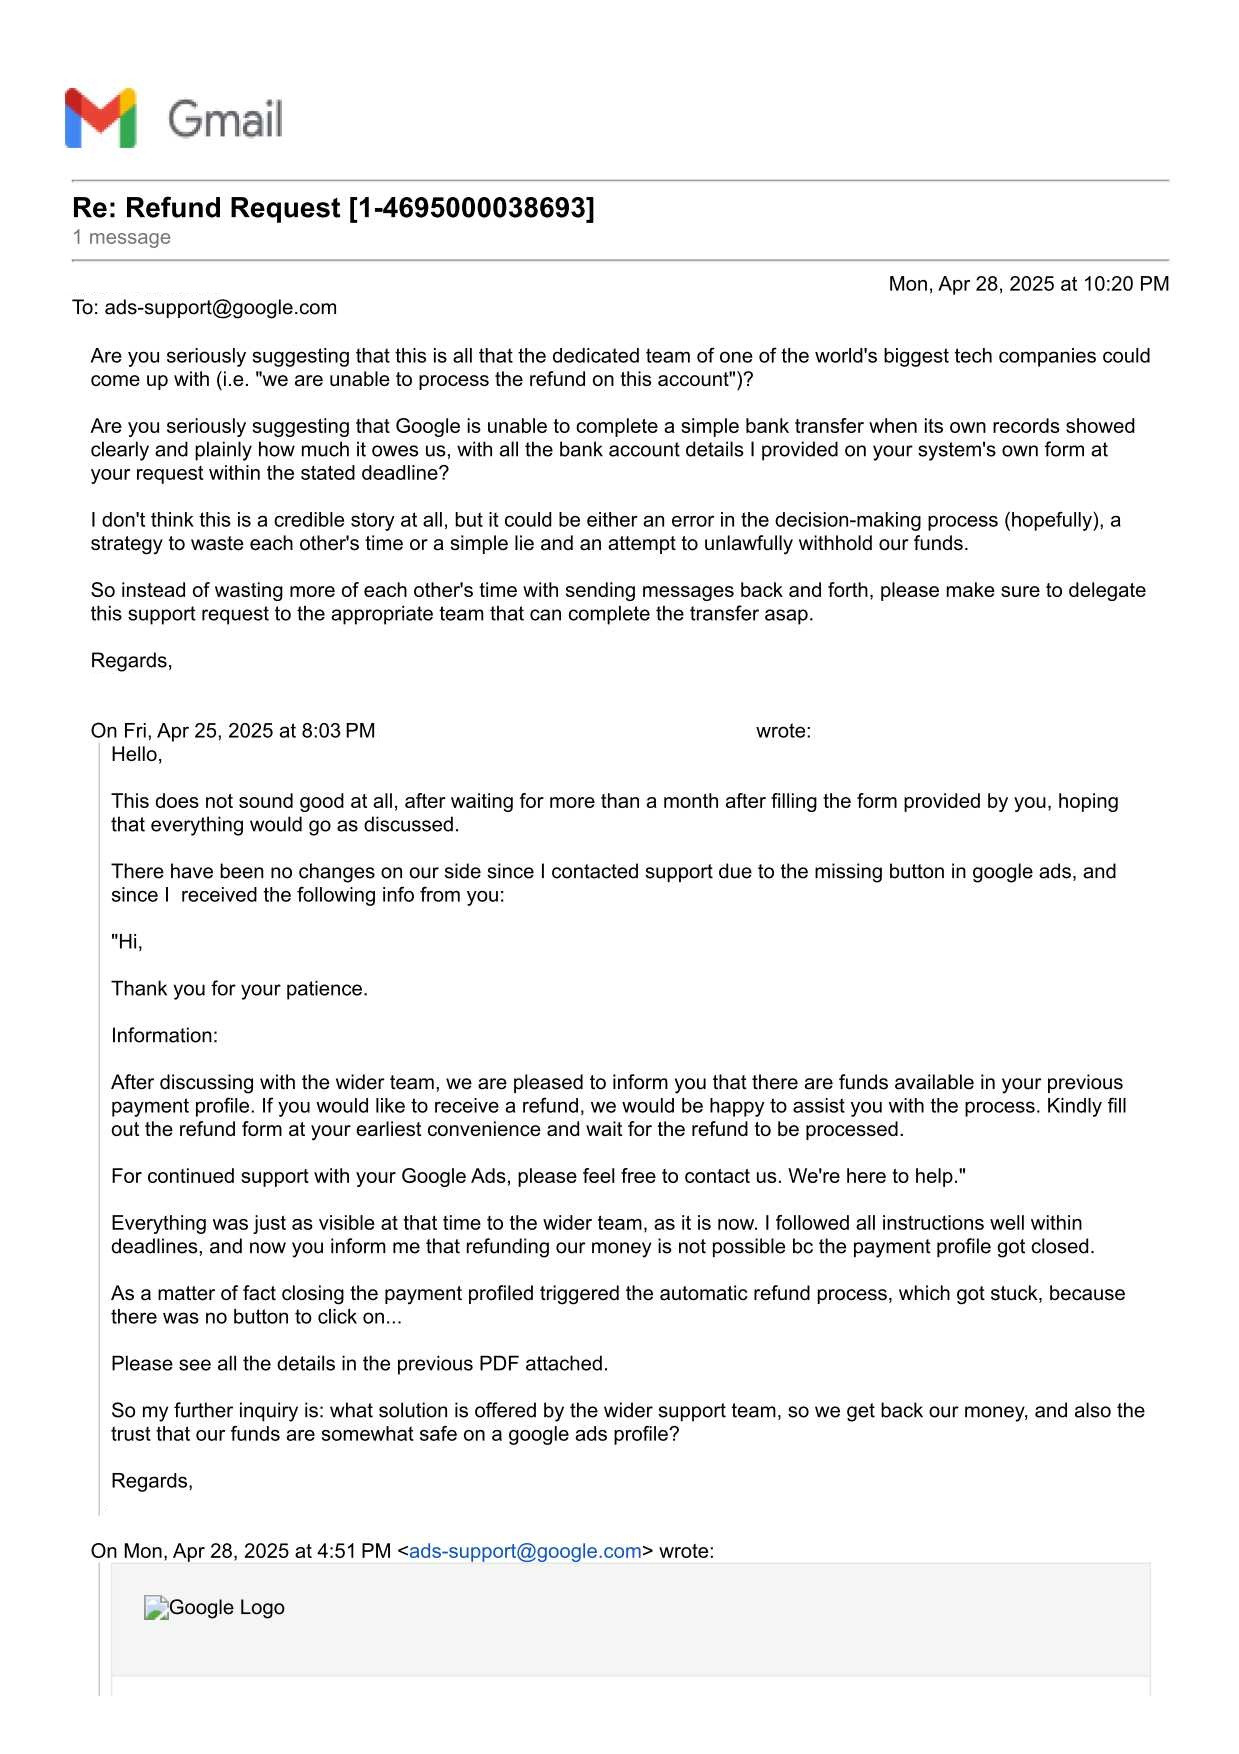 Gmail
Re: Refund Request [1-4695000038693]
1 message
Mon, Apr 28, 2025 at 10:20 PM
To: ads-support@google.com
Are you seriously suggesting that this is all that the dedicated team of one of the world's biggest tech companies could
come up with (i.e. "we are unable to process the refund on this account")?
Are you seriously suggesting that Google is unable to complete a simple bank transfer when its own records showed
clearly and plainly how much it owes us, with all the bank account details I provided on your system's own form at
your request within the stated deadline?
I don't think this is a credible story at all, but it could be either an error in the decision-making process (hopefully), a
strategy to waste each other's time or a simple lie and an attempt to unlawfully withhold our funds.
So instead of wasting more of each other's time with sending messages back and forth, please make sure to delegate
this support request to the appropriate team that can complete the transfer asap.
Regards,
On Fri, Apr 25, 2025 at 8:03 PM wrote:
Hello,
This does not sound good at all, after waiting for more than a month after filling the form provided by you, hoping
that everything would go as discussed.
There have been no changes on our side since I contacted support due to the missing button in google ads, and
since I  received the following info from you:
"Hi,
Thank you for your patience.
Information:
After discussing with the wider team, we are pleased to inform you that there are funds available in your previous
payment profile. If you would like to receive a refund, we would be happy to assist you with the process. Kindly fill
out the refund form at your earliest convenience and wait for the refund to be processed.
For continued support with your Google Ads, please feel free to contact us. We're here to help."
Everything was just as visible at that time to the wider team, as it is now. I followed all instructions well within
deadlines, and now you inform me that refunding our money is not possible bc the payment profile got closed.
As a matter of fact closing the payment profiled triggered the automatic refund process, which got stuck, because
there was no button to click on...
Please see all the details in the previous PDF attached.
So my further inquiry is: what solution is offered by the wider support team, so we get back our money, and also the
trust that our funds are somewhat safe on a google ads profile?
Regards,
On Mon, Apr 28, 2025 at 4:51 PM <ads-support@google.com> wrote:
Google Logo